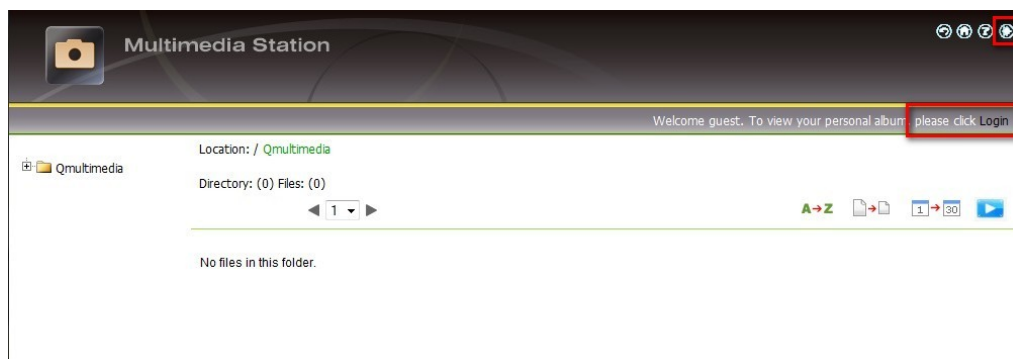 Multimedia Station
Welcome guest. To view your personal album, please click Login
Qmultimedia
Location: / Qmultimedia
Directory: (0) Files: (0)
1
A→Z
1→30
No files in this folder.